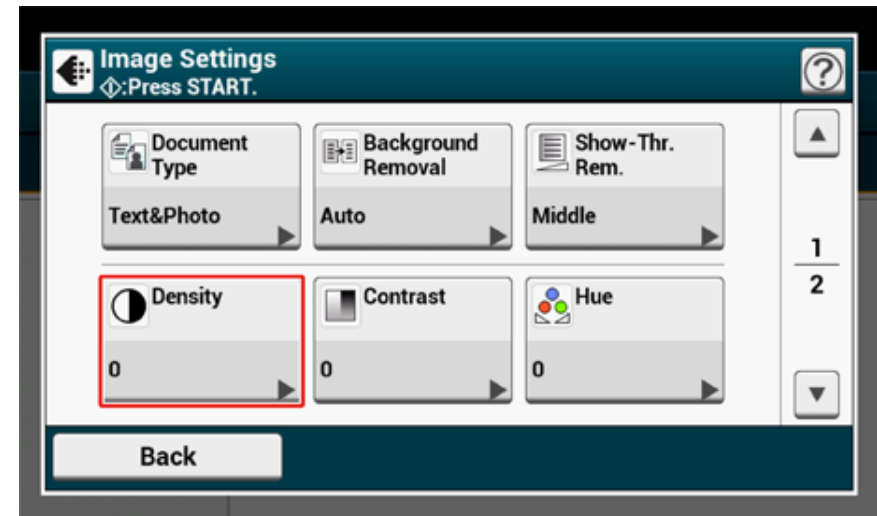 Image Settings
:Press START.
Document
Type
Text&Photo
Background
Removal
Auto
Show-Thr.
Rem.
Middle
Density
0
Contrast
0
Hue
0
1
2
Back
?